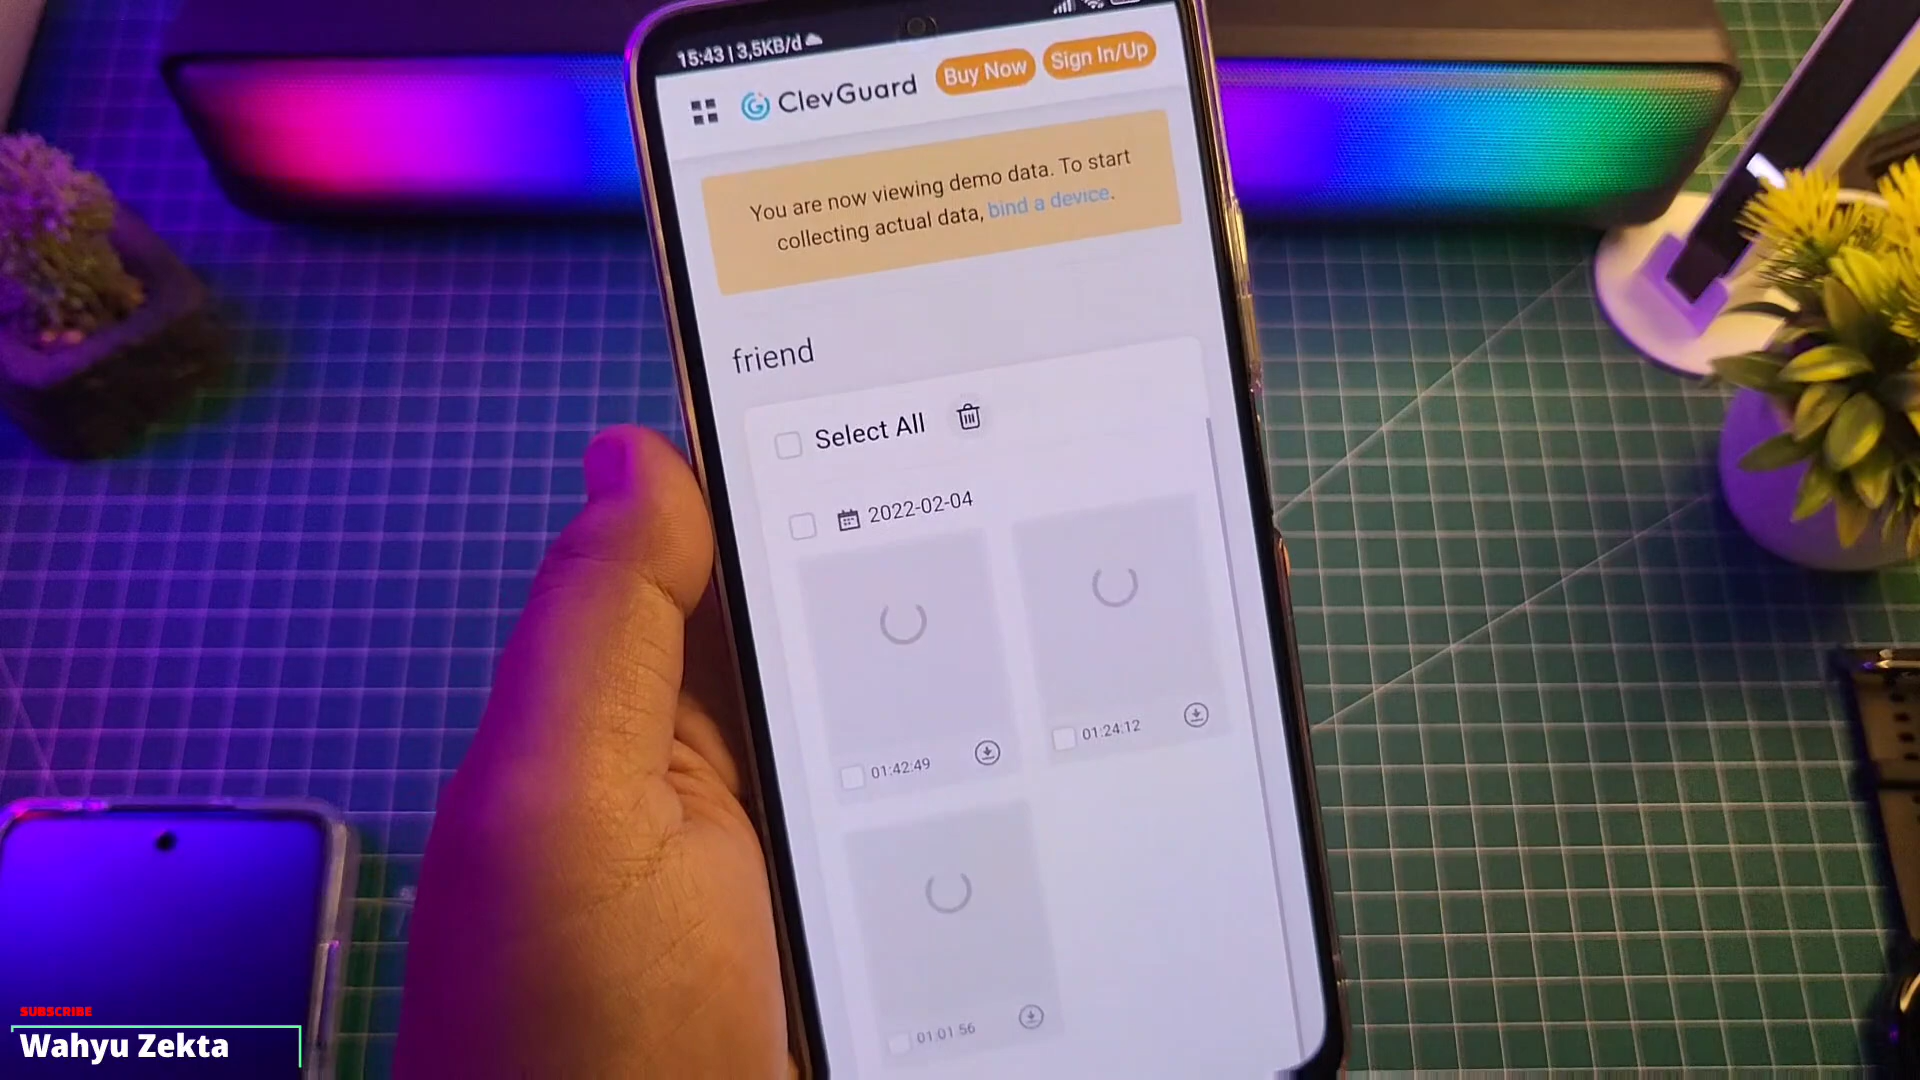 15:43 | 3,5KB/d
ClevGuard
Buy Now
Sign In/Up
You are now viewing demo data. To start
collecting actual data, bind a device.
friend
Select All
2022-02-04
01:42:49
01:24:12
01:01:56
SUBSCRIBE
Wahyu Zekta